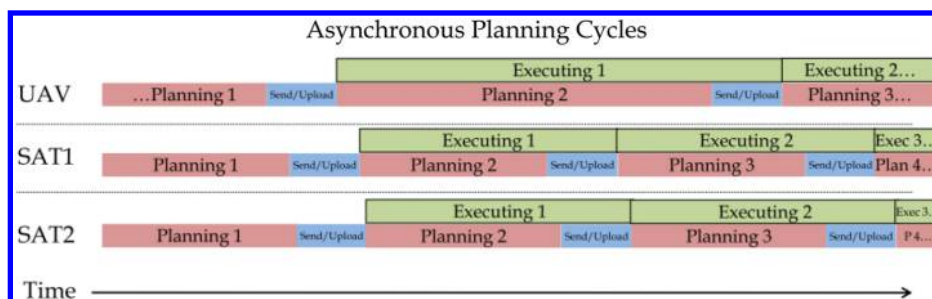 Asynchronous Planning Cycles
Executing 1 Executing 2...
UAV ...Planning 1 Send/Upload Planning 2 Send/Upload Planning 3...
Executing 1 Executing 2 Exec 3...
SAT1 Planning 1 Send/Upload Planning 2 Send/Upload Planning 3 Send/Upload Plan 4...
Executing 1 Executing 2 Exec 3...
SAT2 Planning 1 Send/Upload Planning 2 Send/Upload Planning 3 Send/Upload P 4...
Time